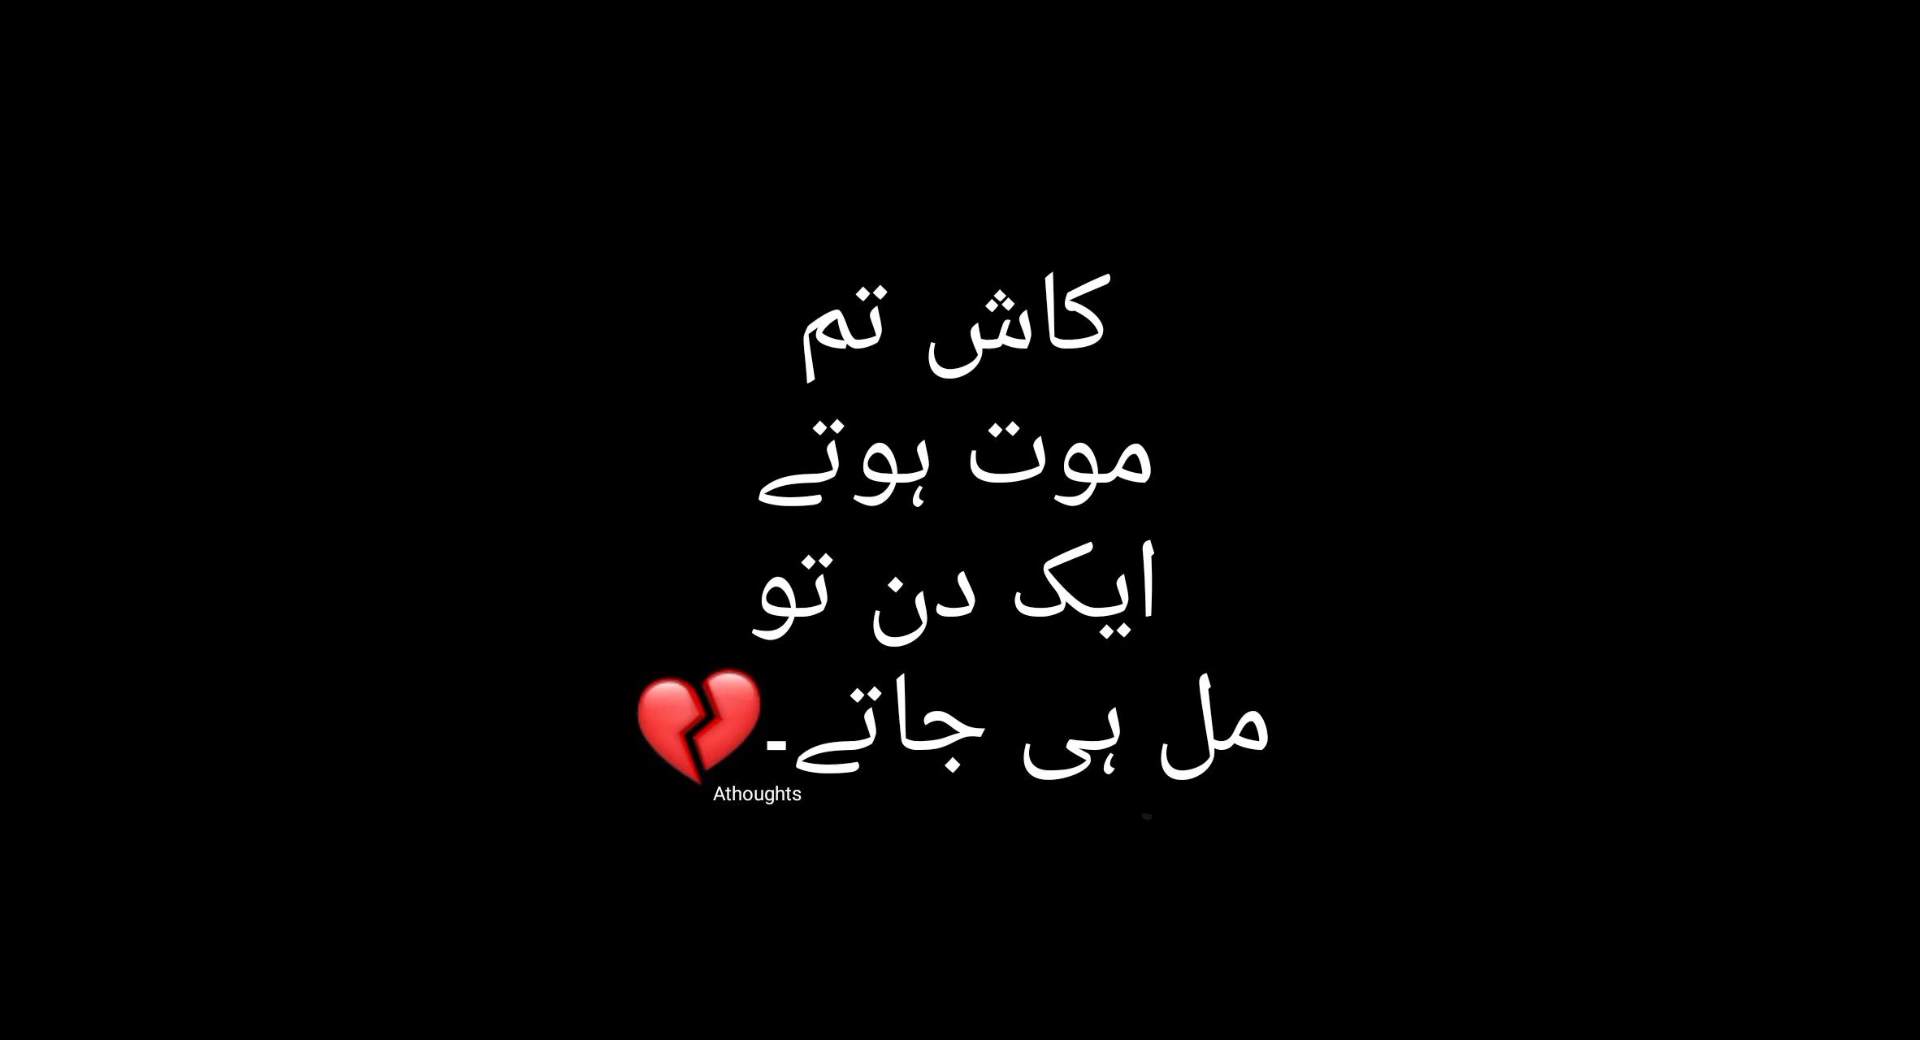 کاش تم
موت ہوتے
ایک دن تو
مل ہی جاتے۔💔
Athoughts